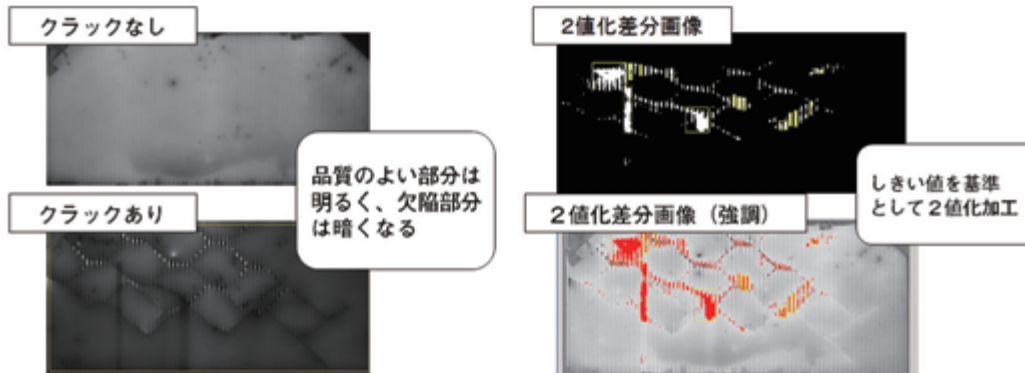 クラックなし
品質のよい部分は
明るく、欠陥部分
は暗くなる
クラックあり
2値化差分画像
しきい値を基準
として2値化加工
2値化差分画像（強調）